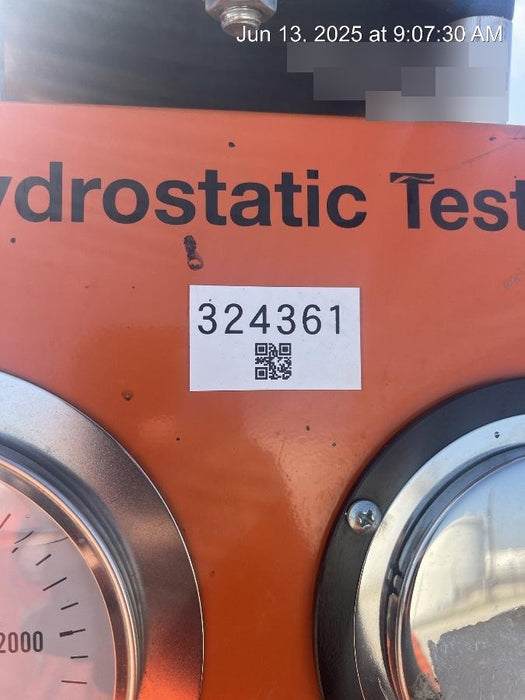 Jun 13. 2025 at 9:07:30 AM
ydrostatic Test
324361
2000